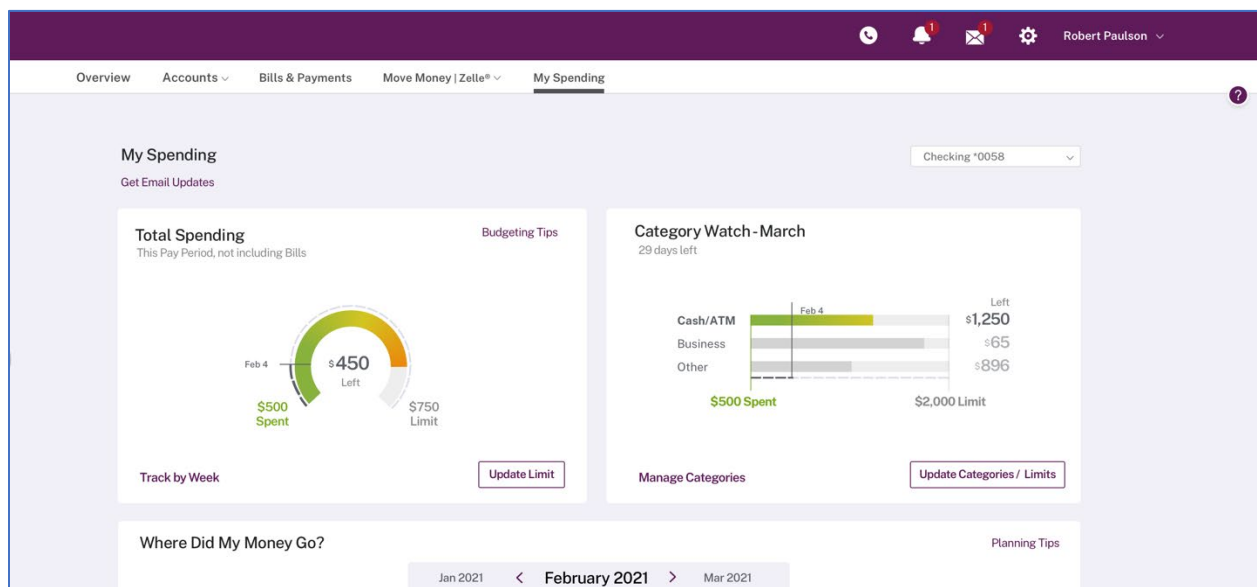 1 1 Robert Paulson
Overview Accounts Bills & Payments Move Money | Zelle® My Spending
?
My Spending
Checking *0058
Get Email Updates
Total Spending
Budgeting Tips
This Pay Period, not including Bills
Feb 4
$450
Left
$500
Spent
$750
Limit
Track by Week
Update Limit
Category Watch - March
29 days left
Left
Feb 4
Cash/ATM $1,250
Business $65
Other $896
$500 Spent $2,000 Limit
Manage Categories
Update Categories / Limits
Where Did My Money Go?
Planning Tips
Jan 2021 < February 2021 > Mar 2021